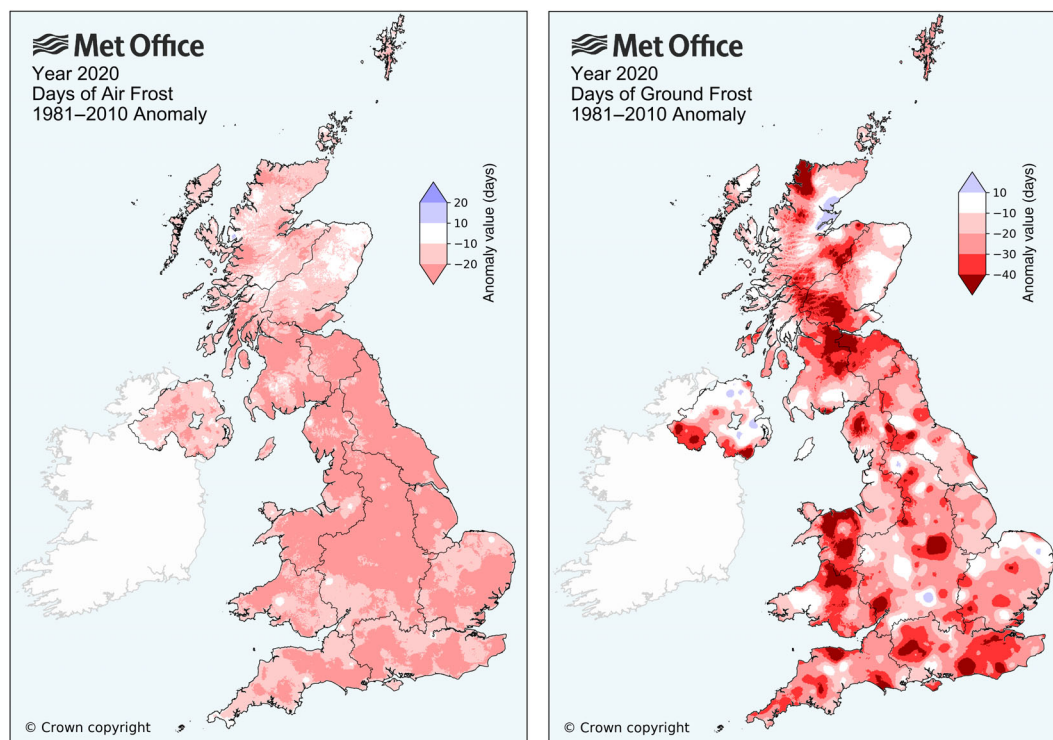 Met Office
Year 2020
Days of Air Frost
1981–2010 Anomaly
Anomaly value (days)
20
10
−10
−20
© Crown copyright
Met Office
Year 2020
Days of Ground Frost
1981–2010 Anomaly
Anomaly value (days)
10
−10
−20
−30
−40
© Crown copyright